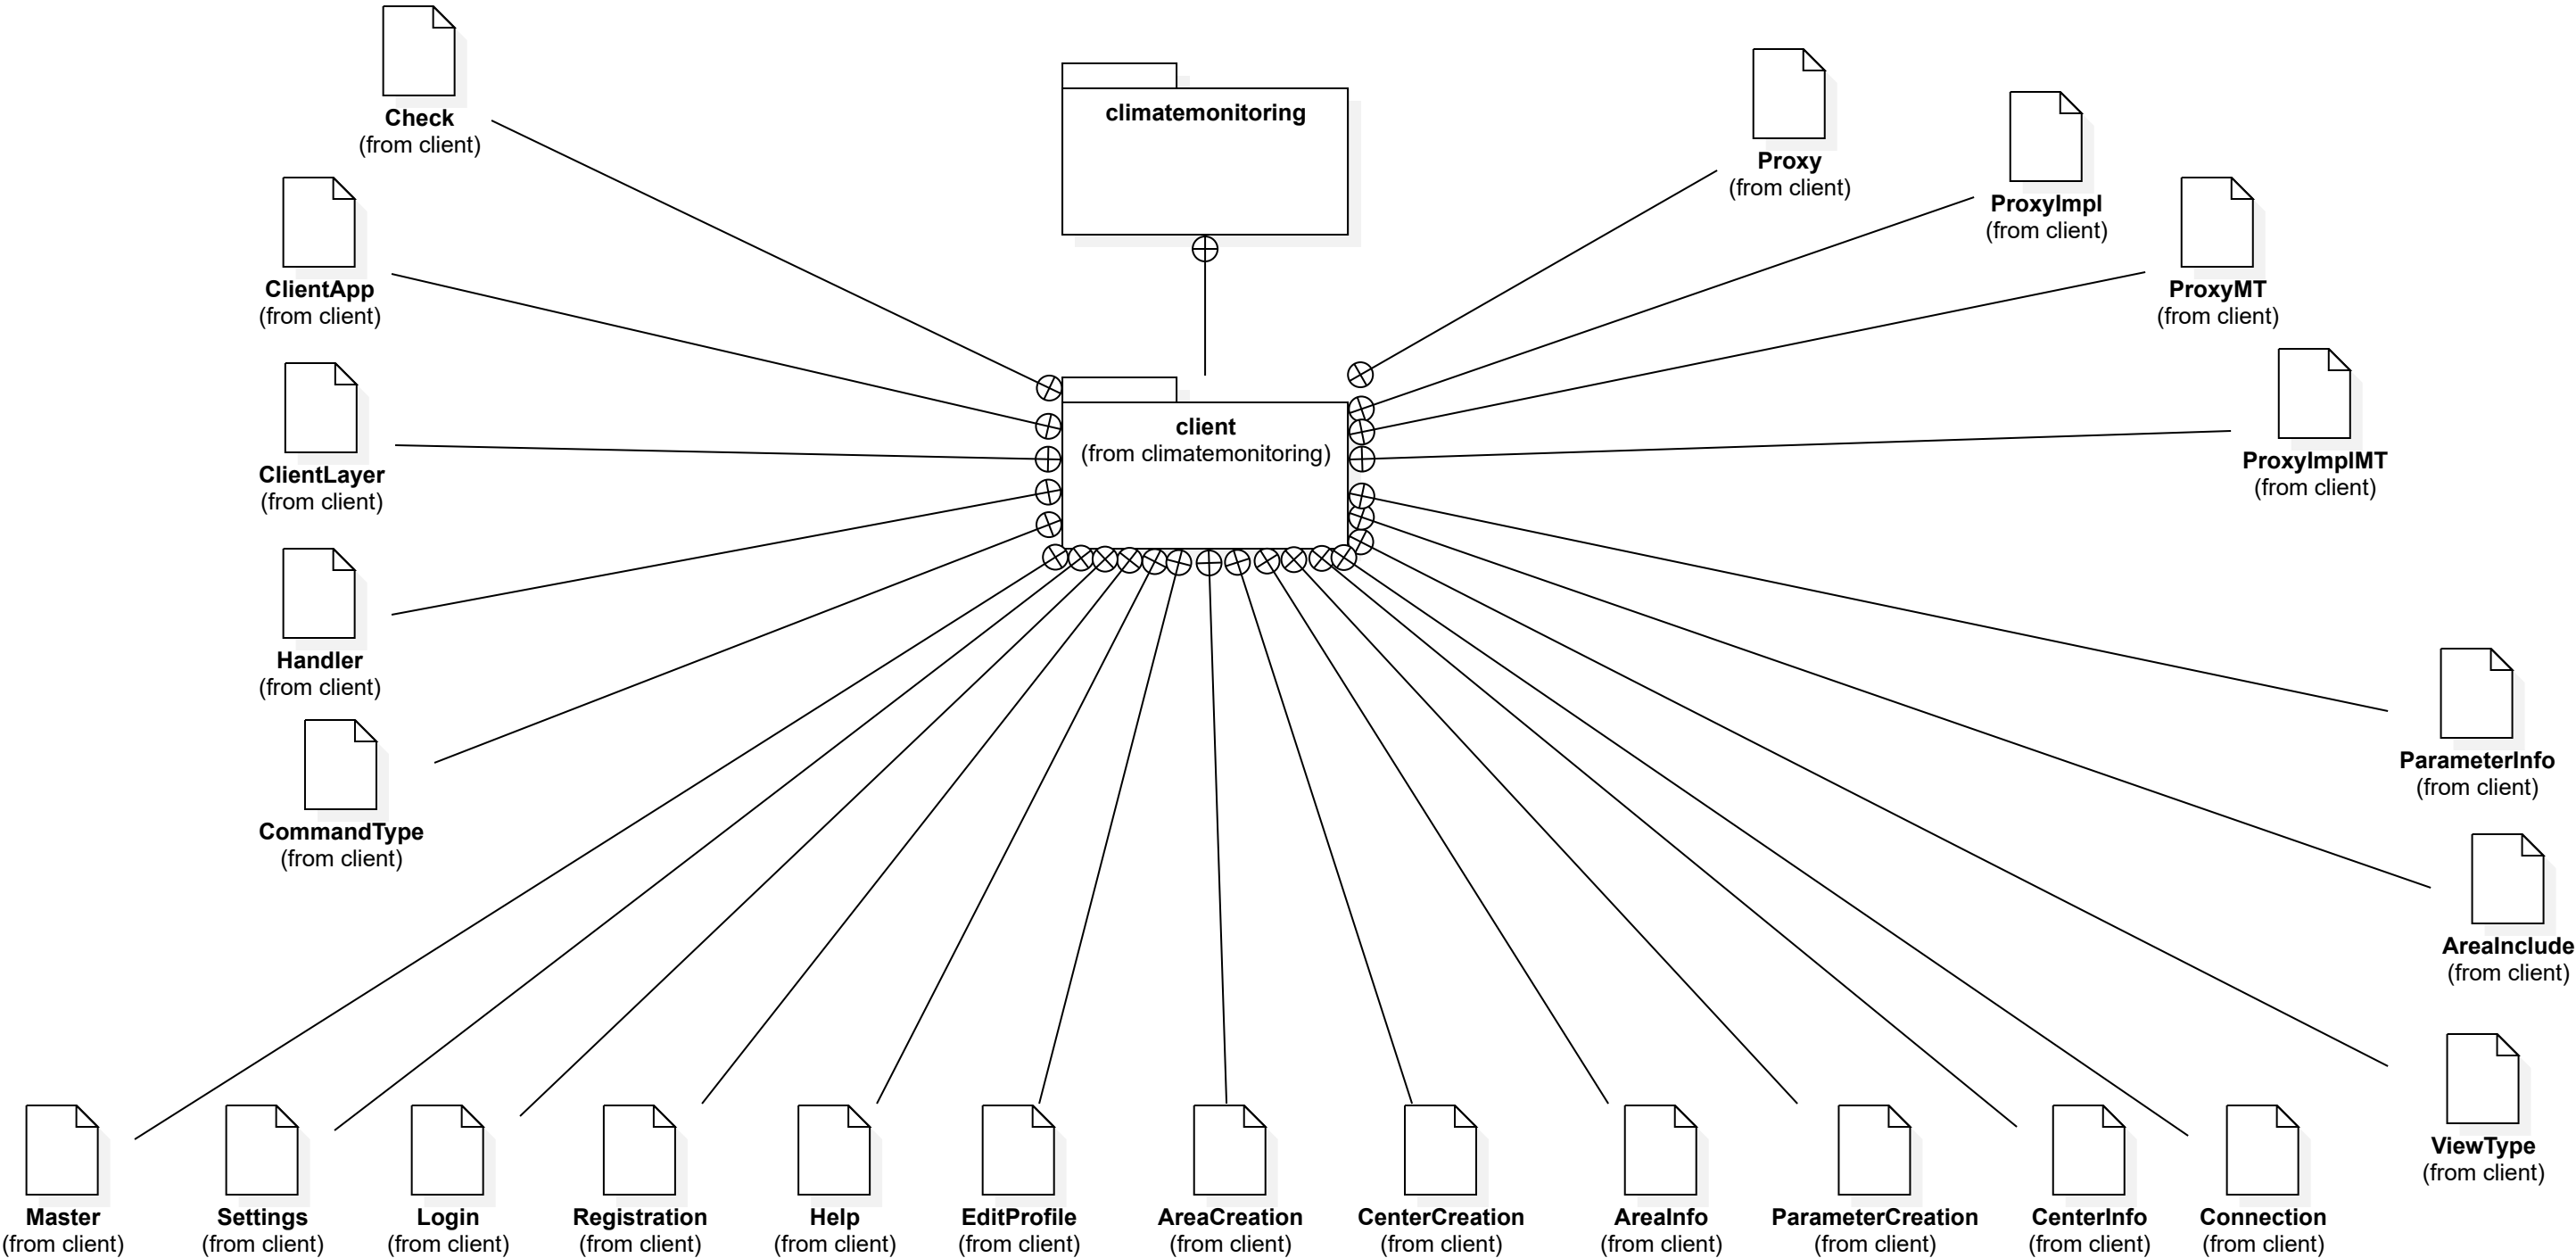 Check
(from client)
climatemonitoring
Proxy
(from client)
ProxyImpl
(from client)
ClientApp
(from client)
ProxyMT
(from client)
client
(from climatemonitoring)
ClientLayer
(from client)
ProxyImplMT
(from client)
Handler
(from client)
ParameterInfo
(from client)
CommandType
(from client)
AreaInclude
(from client)
ViewType
(from client)
Master
(from client)
Settings
(from client)
Login
(from client)
Registration
(from client)
Help
(from client)
EditProfile
(from client)
AreaCreation
(from client)
CenterCreation
(from client)
AreaInfo
(from client)
ParameterCreation
(from client)
CenterInfo
(from client)
Connection
(from client)